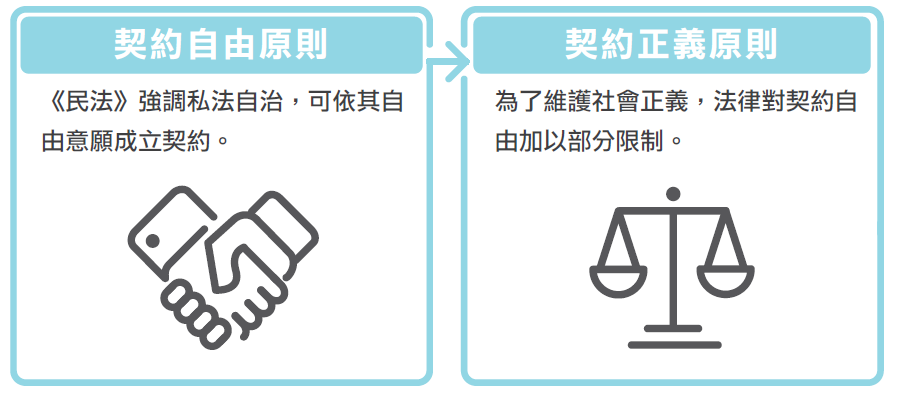 契約自由原則
《民法》強調私法自治，可依其自
由意願成立契約。
契約正義原則
為了維護社會正義，法律對契約自
由加以部分限制。